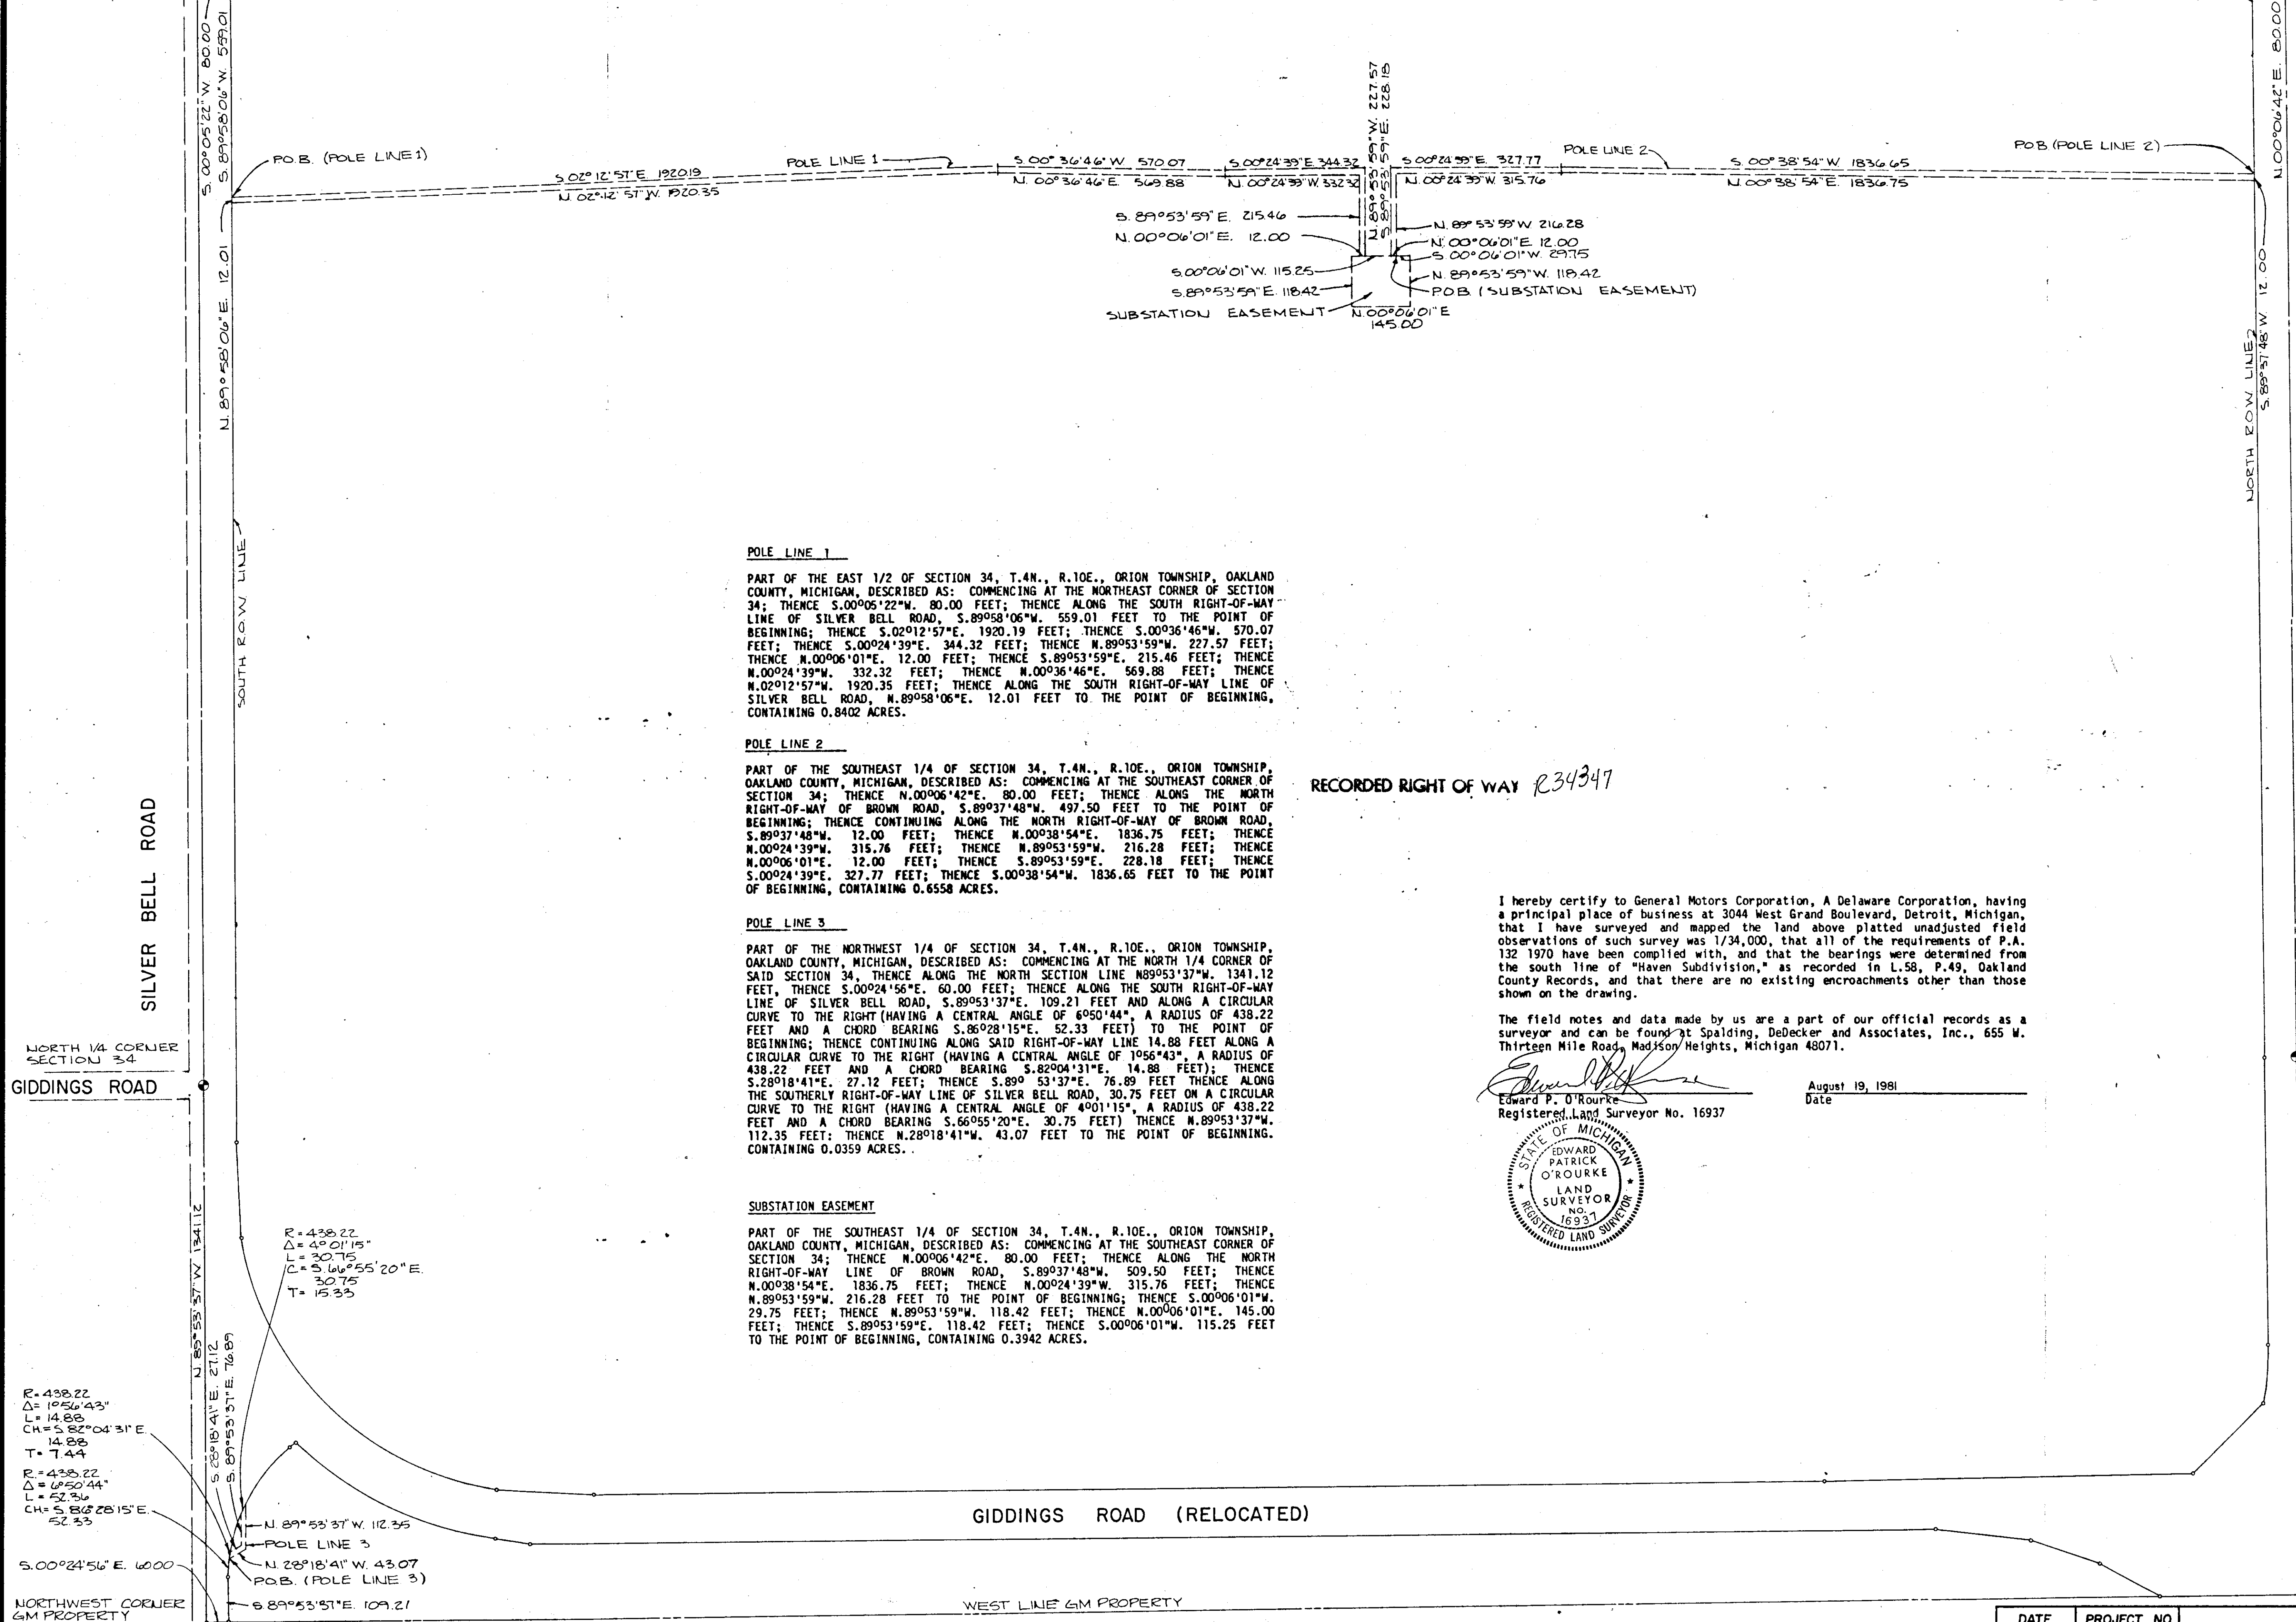 S. 00°05'22"W. 80.00
S. 89°58'06"W. 559.01
N. 89°58'06"E. 12.01
P.O.B. (POLE LINE 1)
S. 02°12'57"E. 1920.19
N. 02°12'57"W. 1920.35
POLE LINE 1
S. 00°36'46"W 570.07
N. 00°36'46"E. 569.88
S. 00°24'39"E. 344.32
N. 00°24'39"W. 332.32
N. 89°53'59"W. 227.57
S. 89°53'59"E. 228.18
S 00°24'39"E. 327.77
N. 00°24'39"W. 315.76
POLE LINE 2
S. 00°38'54"W 1836.65
N. 00°38'54"E. 1836.75
POB (POLE LINE 2)
N. 00°06'42"E. 80.00
S. 89°53'59"E. 215.46
N. 00°06'01"E. 12.00
N. 89°53'59"W 216.28
N. 00°06'01"E 12.00
S. 00°06'01"W. 29.75
S. 00°06'01"W. 115.25
N. 89°53'59"W. 118.42
S. 89°53'59"E. 118.42
P.O.B. (SUBSTATION EASEMENT)
SUBSTATION EASEMENT
N. 00°06'01"E
145.00
S. 89°37'48"W. 12.00
NORTH ROW LINE
SOUTH R.O.W LINE
POLE LINE 1
PART OF THE EAST 1/2 OF SECTION 34, T.4N., R.10E., ORION TOWNSHIP, OAKLAND
COUNTY, MICHIGAN, DESCRIBED AS: COMMENCING AT THE NORTHEAST CORNER OF SECTION
34; THENCE S.00°05'22"W. 80.00 FEET; THENCE ALONG THE SOUTH RIGHT-OF-WAY
LINE OF SILVER BELL ROAD, S.89°58'06"W. 559.01 FEET TO THE POINT OF
BEGINNING; THENCE S.02°12'57"E. 1920.19 FEET; THENCE S.00°36'46"W. 570.07
FEET; THENCE S.00°24'39"E. 344.32 FEET; THENCE N.89°53'59"W. 227.57 FEET;
THENCE N.00°06'01"E. 12.00 FEET; THENCE S.89°53'59"E. 215.46 FEET; THENCE
N.00°24'39"W. 332.32 FEET; THENCE N.00°36'46"E. 569.88 FEET; THENCE
N.02°12'57"W. 1920.35 FEET; THENCE ALONG THE SOUTH RIGHT-OF-WAY LINE OF
SILVER BELL ROAD, N.89°58'06"E. 12.01 FEET TO THE POINT OF BEGINNING,
CONTAINING 0.8402 ACRES.
POLE LINE 2
PART OF THE SOUTHEAST 1/4 OF SECTION 34, T.4N., R.10E., ORION TOWNSHIP,
OAKLAND COUNTY, MICHIGAN, DESCRIBED AS: COMMENCING AT THE SOUTHEAST CORNER OF
SECTION 34; THENCE N.00°06'42"E. 80.00 FEET; THENCE ALONG THE NORTH
RIGHT-OF-WAY OF BROWN ROAD, S.89°37'48"W. 497.50 FEET TO THE POINT OF
BEGINNING; THENCE CONTINUING ALONG THE NORTH RIGHT-OF-WAY OF BROWN ROAD,
S.89°37'48"W. 12.00 FEET; THENCE N.00°38'54"E. 1836.75 FEET; THENCE
N.00°24'39"W. 315.76 FEET; THENCE N.89°53'59"W. 216.28 FEET; THENCE
N.00°06'01"E. 12.00 FEET; THENCE S.89°53'59"E. 228.18 FEET; THENCE
S.00°24'39"E. 327.77 FEET; THENCE S.00°38'54"W. 1836.65 FEET TO THE POINT
OF BEGINNING, CONTAINING 0.6558 ACRES.
POLE LINE 3
PART OF THE NORTHWEST 1/4 OF SECTION 34, T.4N., R.10E., ORION TOWNSHIP,
OAKLAND COUNTY, MICHIGAN, DESCRIBED AS: COMMENCING AT THE NORTH 1/4 CORNER OF
SAID SECTION 34, THENCE ALONG THE NORTH SECTION LINE N89°53'37"W. 1341.12
FEET, THENCE S.00°24'56"E. 60.00 FEET; THENCE ALONG THE SOUTH RIGHT-OF-WAY
LINE OF SILVER BELL ROAD, S.89°53'37"E. 109.21 FEET AND ALONG A CIRCULAR
CURVE TO THE RIGHT (HAVING A CENTRAL ANGLE OF 6°50'44", A RADIUS OF 438.22
FEET AND A CHORD BEARING S.86°28'15"E. 52.33 FEET) TO THE POINT OF
BEGINNING; THENCE CONTINUING ALONG SAID RIGHT-OF-WAY LINE 14.88 FEET ALONG A
CIRCULAR CURVE TO THE RIGHT (HAVING A CENTRAL ANGLE OF 1°56"43", A RADIUS OF
438.22 FEET AND A CHORD BEARING S.82°04'31"E. 14.88 FEET); THENCE
S.28°18'41"E. 27.12 FEET; THENCE S.89° 53'37"E. 76.89 FEET THENCE ALONG
THE SOUTHERLY RIGHT-OF-WAY LINE OF SILVER BELL ROAD, 30.75 FEET ON A CIRCULAR
CURVE TO THE RIGHT (HAVING A CENTRAL ANGLE OF 4°01'15", A RADIUS OF 438.22
FEET AND A CHORD BEARING S.66°55'20"E. 30.75 FEET) THENCE N.89°53'37"W.
112.35 FEET: THENCE N.28°18'41"W. 43.07 FEET TO THE POINT OF BEGINNING.
CONTAINING 0.0359 ACRES.
SUBSTATION EASEMENT
PART OF THE SOUTHEAST 1/4 OF SECTION 34, T.4N., R.10E., ORION TOWNSHIP,
OAKLAND COUNTY, MICHIGAN, DESCRIBED AS: COMMENCING AT THE SOUTHEAST CORNER OF
SECTION 34; THENCE N.00°06'42"E. 80.00 FEET; THENCE ALONG THE NORTH
RIGHT-OF-WAY LINE OF BROWN ROAD, S.89°37'48"W. 509.50 FEET; THENCE
N.00°38'54"E. 1836.75 FEET; THENCE N.00°24'39"W. 315.76 FEET; THENCE
N.89°53'59"W. 216.28 FEET TO THE POINT OF BEGINNING; THENCE S.00°06'01"W.
29.75 FEET; THENCE N.89°53'59"W. 118.42 FEET; THENCE N.00°06'01"E. 145.00
FEET; THENCE S.89°53'59"E. 118.42 FEET; THENCE S.00°06'01"W. 115.25 FEET
TO THE POINT OF BEGINNING, CONTAINING 0.3942 ACRES.
RECORDED RIGHT OF WAY R34347
I hereby certify to General Motors Corporation, A Delaware Corporation, having
a principal place of business at 3044 West Grand Boulevard, Detroit, Michigan,
that I have surveyed and mapped the land above platted unadjusted field
observations of such survey was 1/34,000, that all of the requirements of P.A.
132 1970 have been complied with, and that the bearings were determined from
the south line of "Haven Subdivision," as recorded in L.58, P.49, Oakland
County Records, and that there are no existing encroachments other than those
shown on the drawing.
The field notes and data made by us are a part of our official records as a
surveyor and can be found at Spalding, DeDecker and Associates, Inc., 655 W.
Thirteen Mile Road, Madison Heights, Michigan 48071.
Edward P. O'Rourke
Registered Land Surveyor No. 16937
August 19, 1981
Date
STATE OF MICHIGAN
EDWARD
PATRICK
O'ROURKE
LAND
SURVEYOR
NO.
16937
REGISTERED LAND SURVEYOR
SILVER BELL ROAD
NORTH 1/4 CORNER
SECTION 34
GIDDINGS ROAD
N. 89°53'37"W 1341.12
R = 438.22
Δ = 4°01'15"
L = 30.75
C = S.66°55'20"E.
30.75
T = 15.33
S. 28°18'41"E. 27.12
S. 89°53'37"E. 76.89
R = 438.22
Δ = 1°56'43"
L = 14.88
CH = S.82°04'31"E.
14.88
T = 7.44
R. = 438.22
Δ = 6°50'44"
L = 52.36
CH = S.86°28'15"E.
52.33
N. 89°53'37"W. 112.35
POLE LINE 3
N. 28°18'41"W. 43.07
P.O.B. (POLE LINE 3)
S. 00°24'56"E. 60.00
NORTHWEST CORNER
GM PROPERTY
S 89°53'37"E. 109.21
GIDDINGS ROAD (RELOCATED)
WEST LINE GM PROPERTY
DATE PROJECT NO